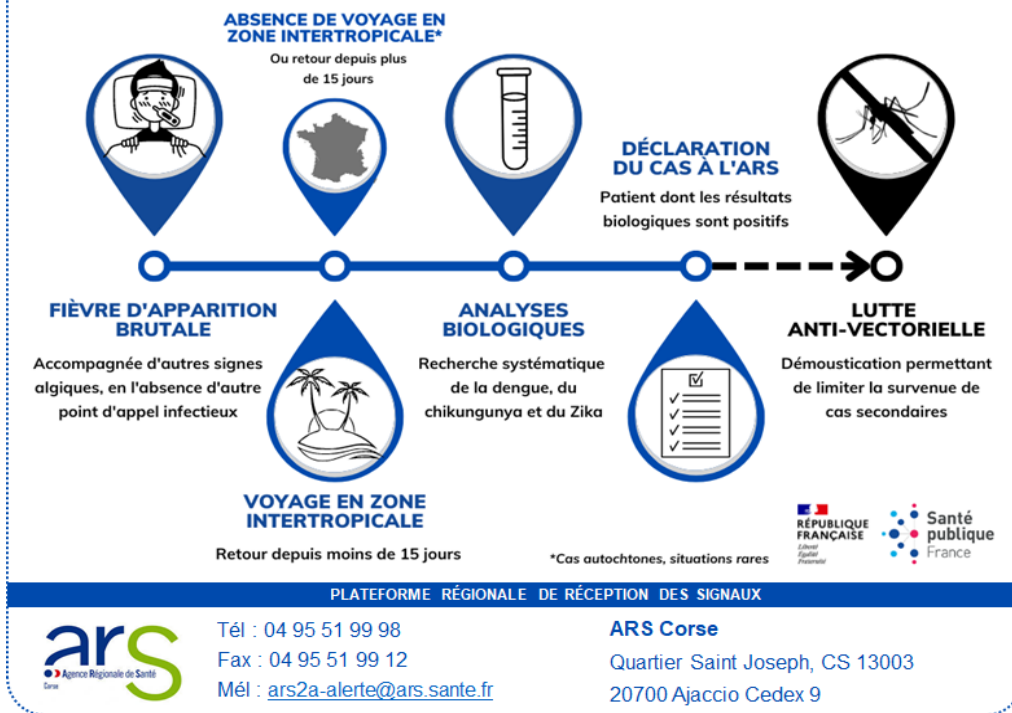 ABSENCE DE VOYAGE EN
ZONE INTERTROPICALE*
Ou retour depuis plus
de 15 jours
DÉCLARATION
DU CAS À L'ARS
Patient dont les résultats
biologiques sont positifs
FIÈVRE D'APPARITION
BRUTALE
Accompagnée d'autres signes
algiques, en l'absence d'autre
point d'appel infectieux
ANALYSES
BIOLOGIQUES
Recherche systématique
de la dengue, du
chikungunya et du Zika
LUTTE
ANTI-VECTORIELLE
Démoustication permettant
de limiter la survenue de
cas secondaires
VOYAGE EN ZONE
INTERTROPICALE
Retour depuis moins de 15 jours
*Cas autochtones, situations rares
RÉPUBLIQUE
FRANÇAISE
Liberté
Égalité
Fraternité
Santé
publique
France
PLATEFORME RÉGIONALE DE RÉCEPTION DES SIGNAUX
ars
Agence Régionale de Santé
Corse
Tél : 04 95 51 99 98
Fax : 04 95 51 99 12
Mél : ars2a-alerte@ars.sante.fr
ARS Corse
Quartier Saint Joseph, CS 13003
20700 Ajaccio Cedex 9